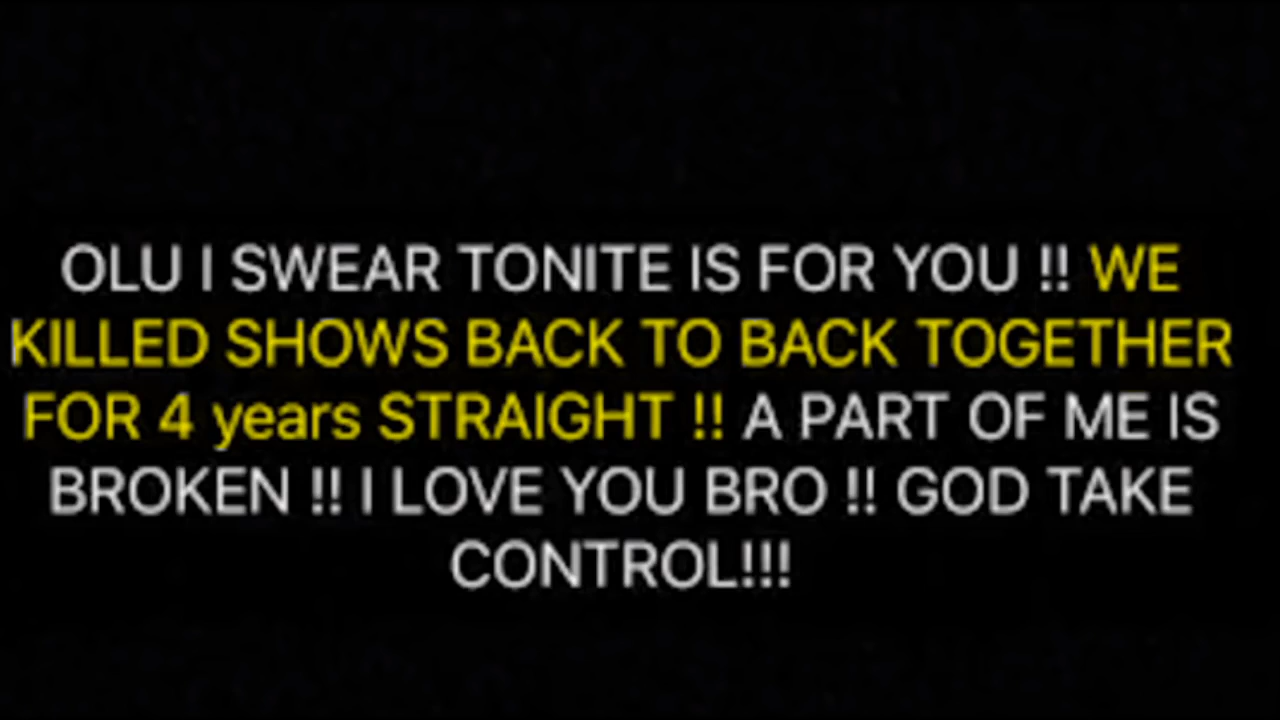 OLU I SWEAR TONITE IS FOR YOU !! WE
KILLED SHOWS BACK TO BACK TOGETHER
FOR 4 years STRAIGHT !! A PART OF ME IS
BROKEN !! I LOVE YOU BRO !! GOD TAKE
CONTROL!!!